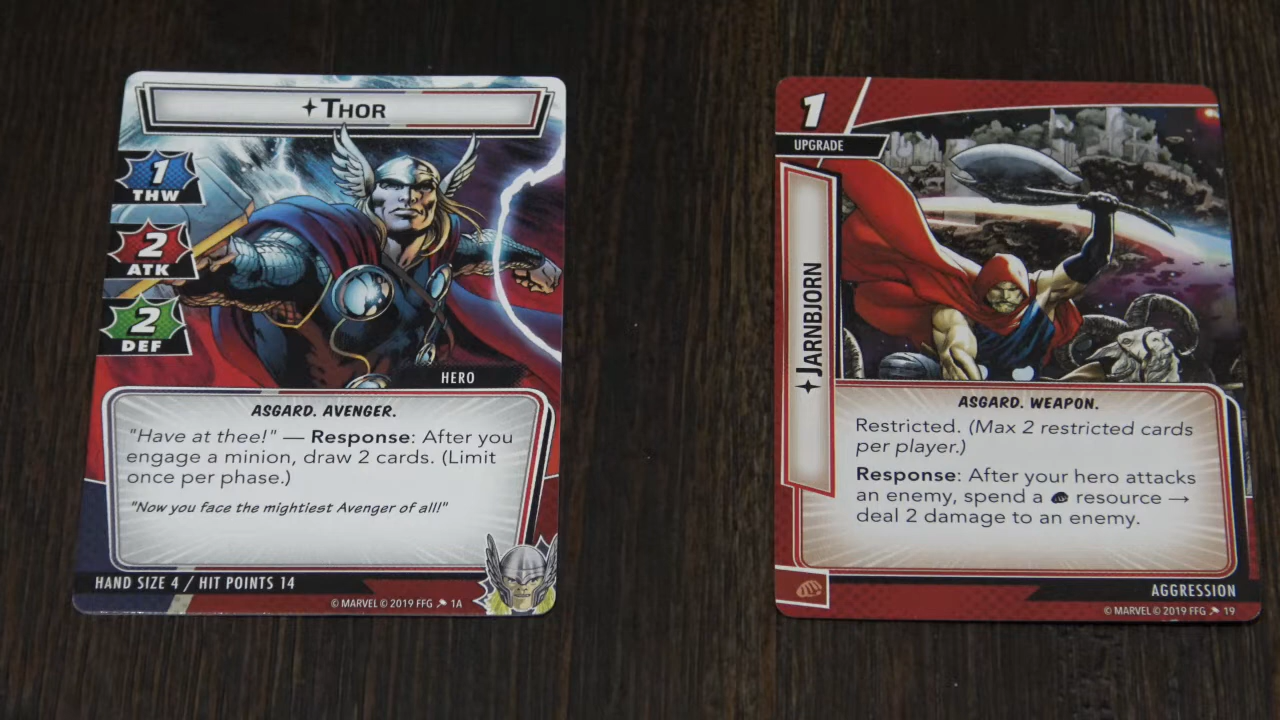 THOR
1
THW
2
ATK
2
DEF
HERO
ASGARD. AVENGER.
"Have at thee!" — Response: After you
engage a minion, draw 2 cards. (Limit
once per phase.)
"Now you face the mightiest Avenger of all!"
HAND SIZE 4 / HIT POINTS 14
© MARVEL © 2019 FFG 1A
1
UPGRADE
JARNBJORN
ASGARD. WEAPON.
Restricted. (Max 2 restricted cards
per player.)
Response: After your hero attacks
an enemy, spend a resource →
deal 2 damage to an enemy.
AGGRESSION
© MARVEL © 2019 FFG 19